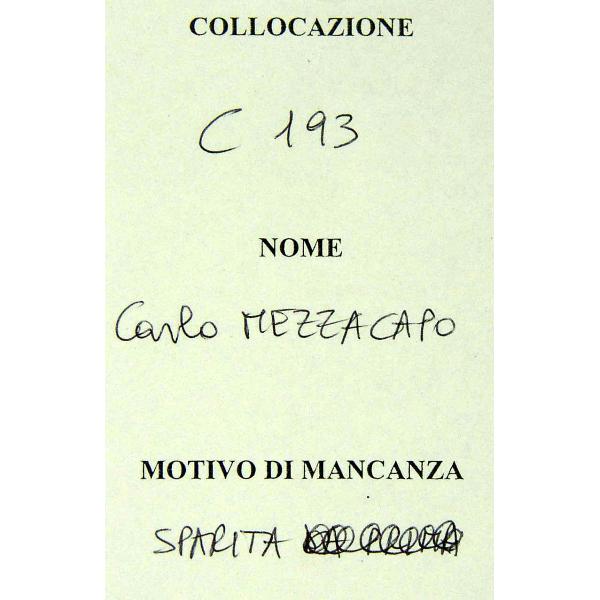 COLLOCAZIONE
C 193
NOME
Carlo MEZZACAPO
MOTIVO DI MANCANZA
SPARITA